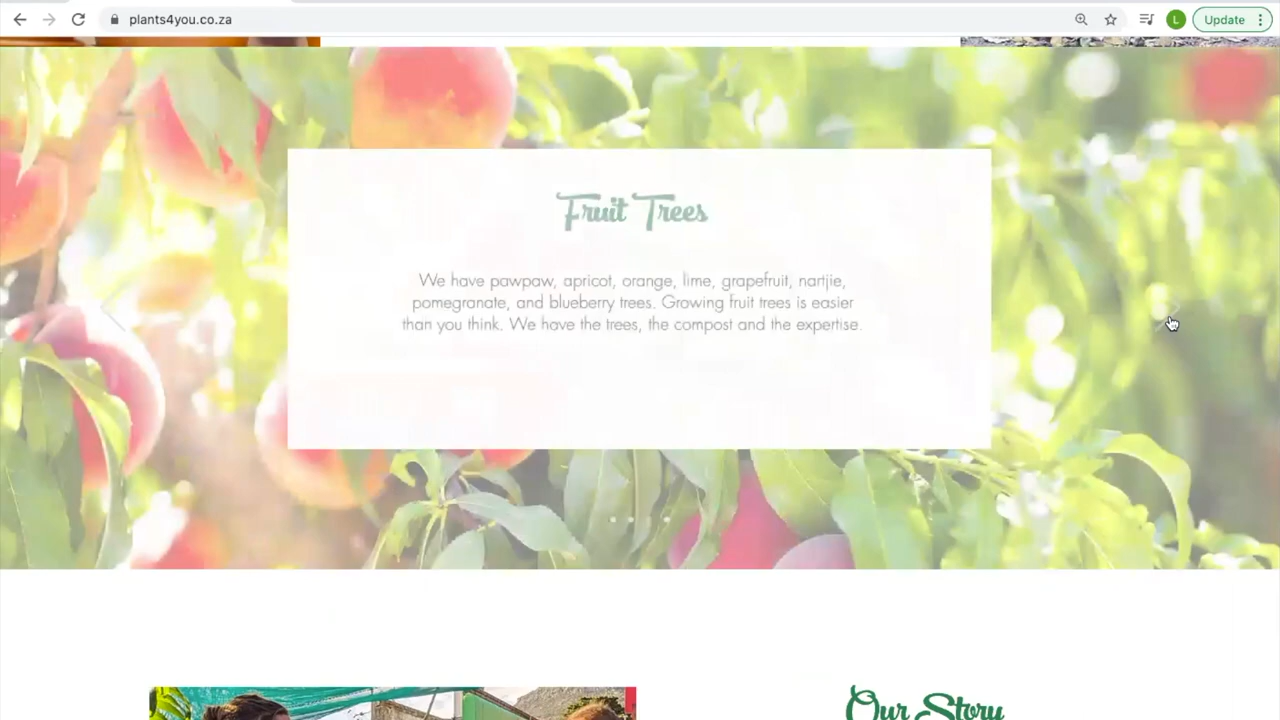 plants4you.co.za
L
Update
Fruit Trees
We have pawpaw, apricot, orange, lime, grapefruit, nartjie,
pomegranate, and blueberry trees. Growing fruit trees is easier
than you think. We have the trees, the compost and the expertise.
Our Story